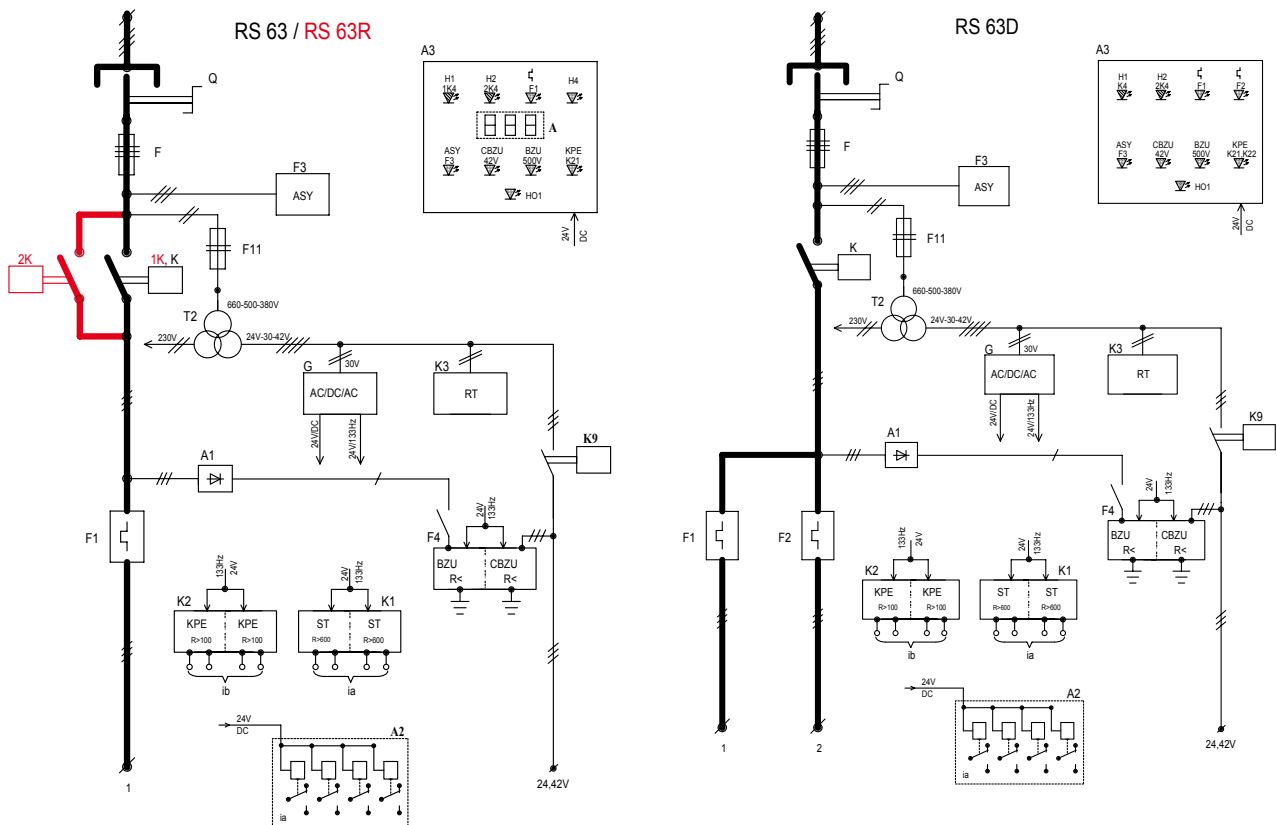 RS 63 / RS 63R
Q
F
F3
ASY
F11
2K
1K, K
T2
660-500-380V
230V
24V-30-42V
G
30V
AC/DC/AC
24V/DC
24V/133Hz
K3
RT
K9
A1
F1
F4
24V
133Hz
BZU
CBZU
R<
R<
133Hz
24V
K2
KPE
KPE
R>100
R>100
ib
24V
133Hz
K1
ST
ST
R>600
R>600
ia
24V
DC
A2
ia
1
24,42V
A3
H1
H2
F1
H4
1K4
2K4
A
ASY
CBZU
BZU
KPE
F3
42V
500V
K21
HO1
24V
DC
RS 63D
Q
F
F3
ASY
F11
K
T2
660-500-380V
230V
24V-30-42V
G
30V
AC/DC/AC
24V/DC
24V/133Hz
K3
RT
K9
A1
F1
F2
F4
24V
133Hz
BZU
CBZU
R<
R<
133Hz
24V
K2
KPE
KPE
R>100
R>100
ib
24V
133Hz
K1
ST
ST
R>600
R>600
ia
24V
DC
A2
ia
1
2
24,42V
A3
H1
H2
F1
F2
K4
2K4
ASY
CBZU
BZU
KPE
F3
42V
500V
K21,K22
HO1
24V
DC